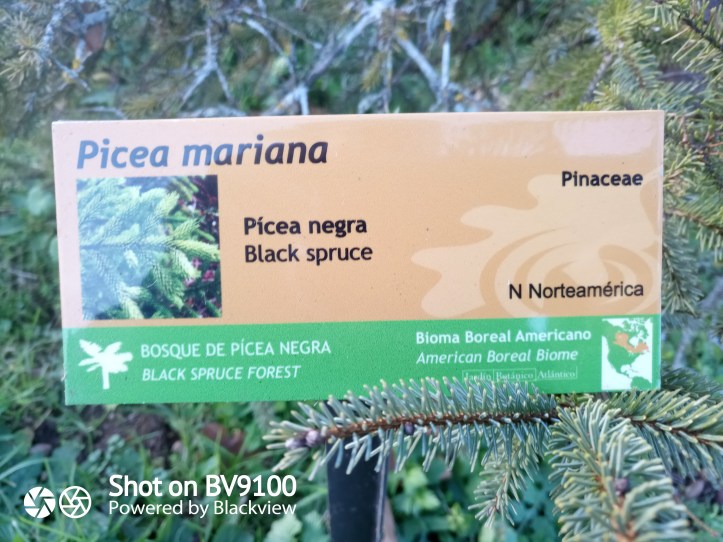 Picea mariana
Pinaceae
Pícea negra
Black spruce
N Norteamérica
BOSQUE DE PÍCEA NEGRA
BLACK SPRUCE FOREST
Bioma Boreal Americano
American Boreal Biome
Jardín Botánico Atlántico
Shot on BV9100
Powered by Blackview